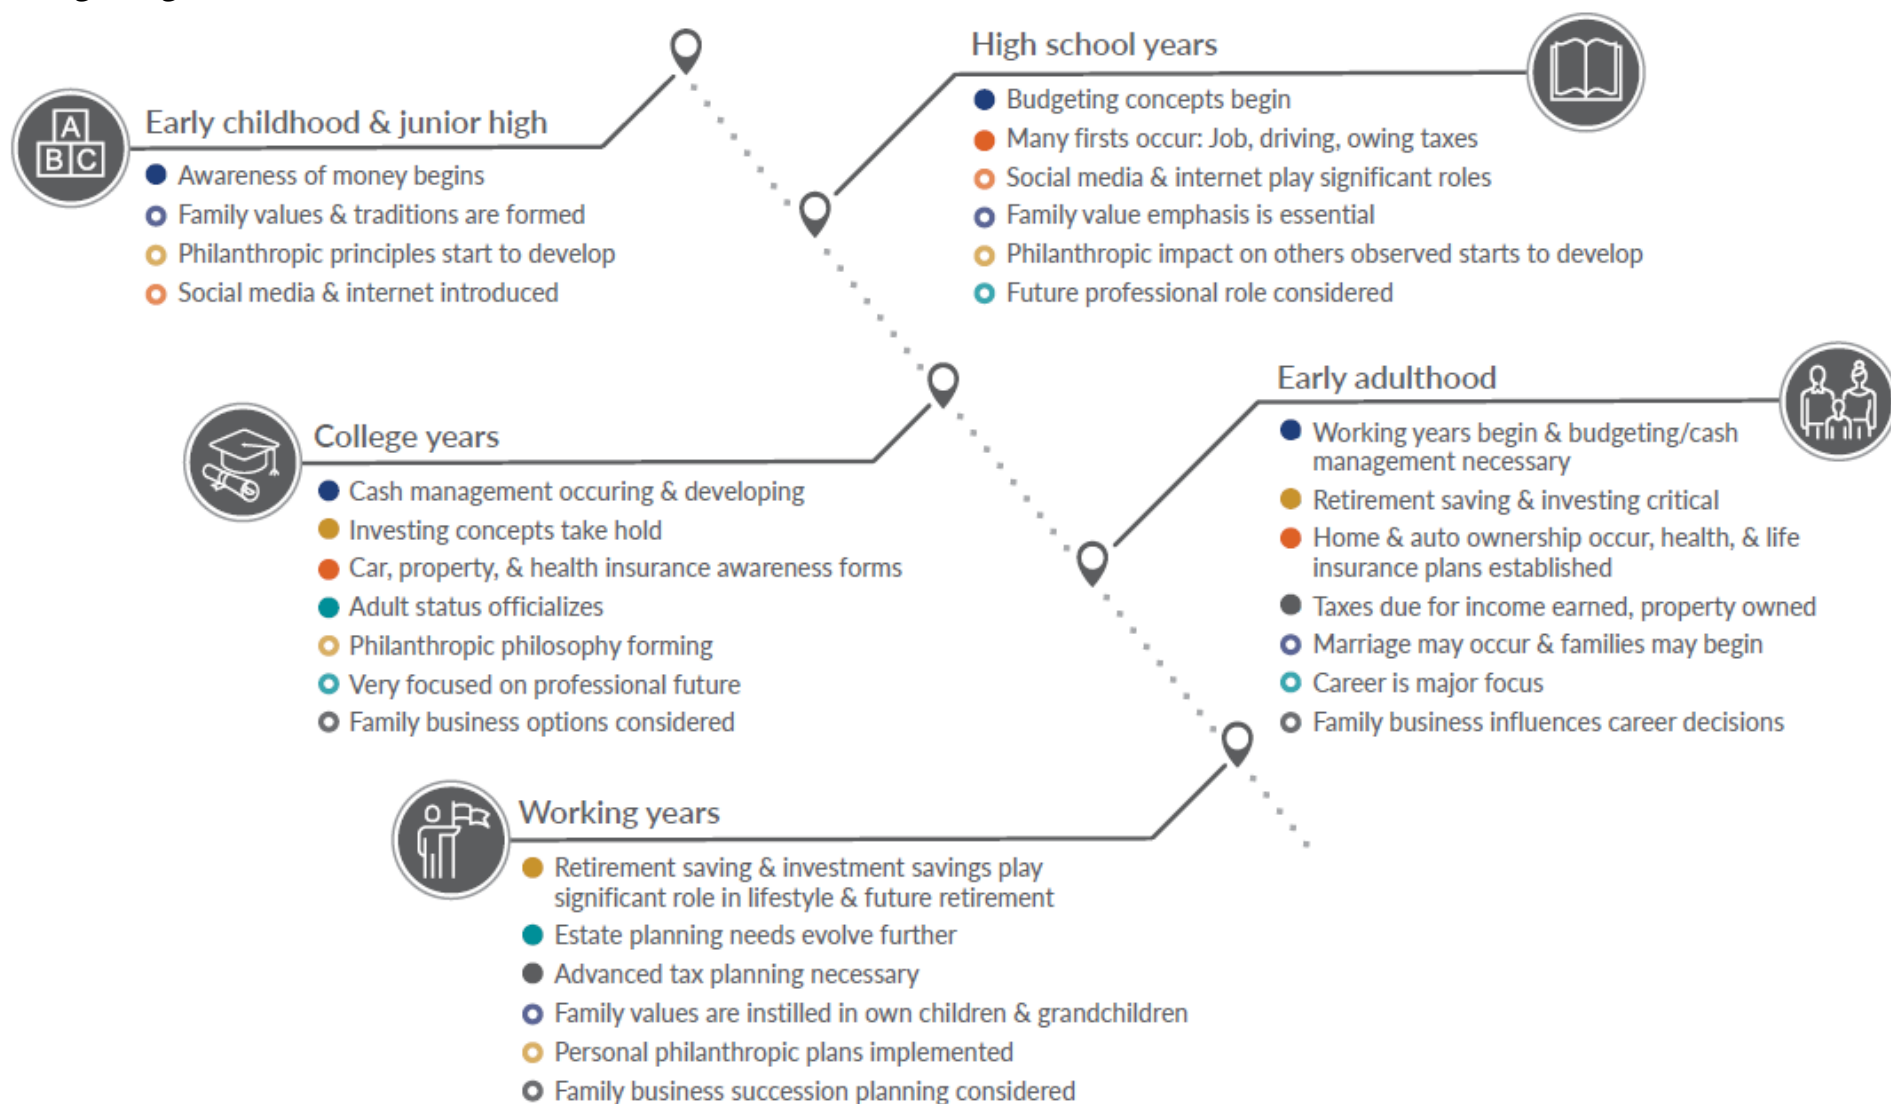 Early childhood & junior high
A
B C
Awareness of money begins
Family values & traditions are formed
Philanthropic principles start to develop
Social media & internet introduced
High school years
Budgeting concepts begin
Many firsts occur: Job, driving, owing taxes
Social media & internet play significant roles
Family value emphasis is essential
Philanthropic impact on others observed starts to develop
Future professional role considered
College years
Cash management occuring & developing
Investing concepts take hold
Car, property, & health insurance awareness forms
Adult status officializes
Philanthropic philosophy forming
Very focused on professional future
Family business options considered
Early adulthood
Working years begin & budgeting/cash
management necessary
Retirement saving & investing critical
Home & auto ownership occur, health, & life
insurance plans established
Taxes due for income earned, property owned
Marriage may occur & families may begin
Career is major focus
Family business influences career decisions
Working years
Retirement saving & investment savings play
significant role in lifestyle & future retirement
Estate planning needs evolve further
Advanced tax planning necessary
Family values are instilled in own children & grandchildren
Personal philanthropic plans implemented
Family business succession planning considered